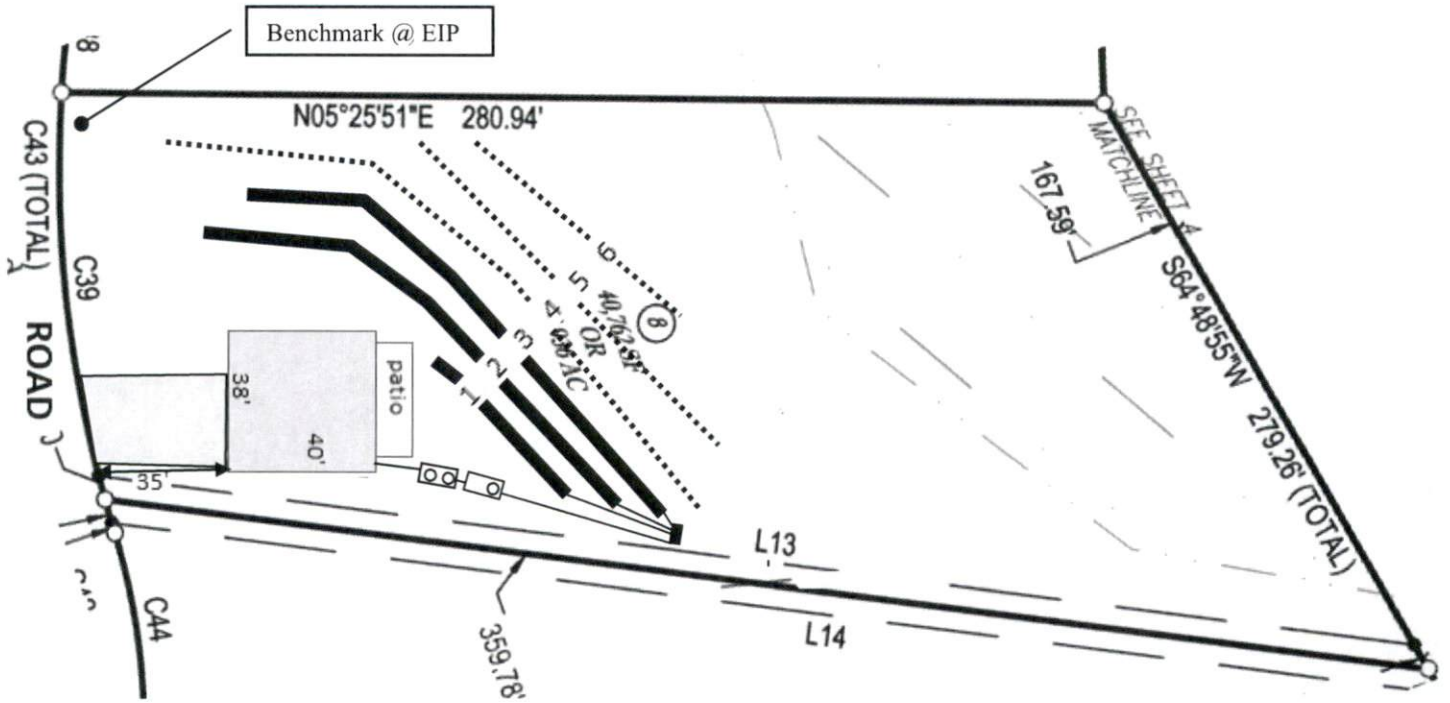 Benchmark @ EIP
N05°25'51"E 280.94'
C43 (TOTAL)
C39
ROAD
SEE SHEET 4
MATCHLINE
167.59'
S64°48'55"W 279.26' (TOTAL)
6
5
8
40,762 SF
OR
AC
3
2
1
patio
38'
40'
35'
L13
L14
359.78'
C44